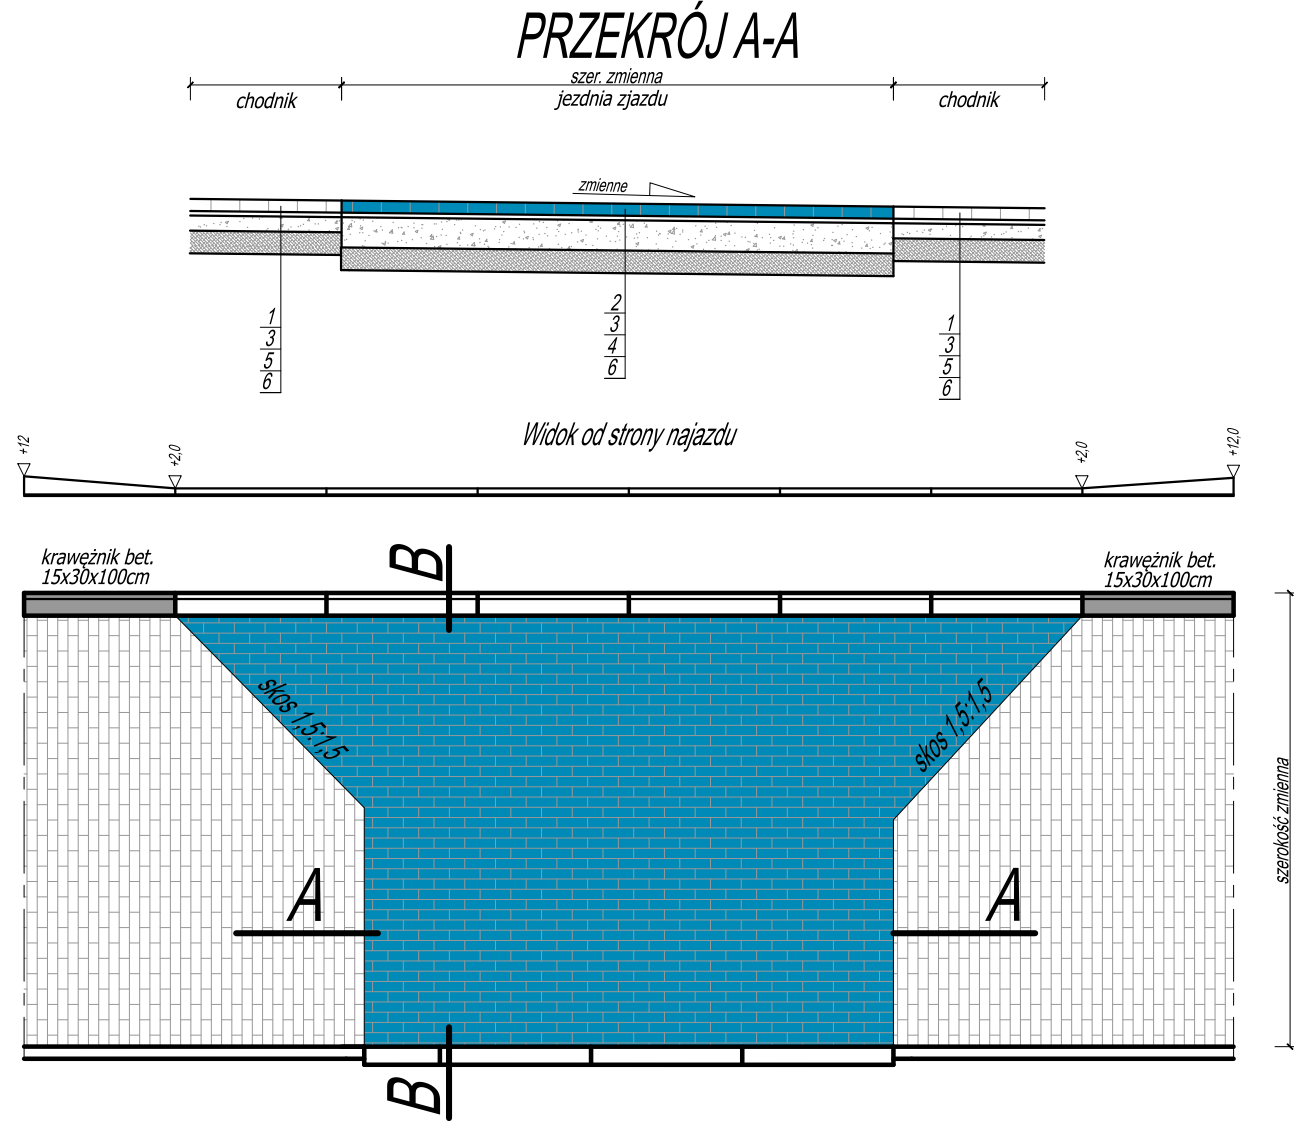 PRZEKRÓJ A-A
szer. zmienna
chodnik
jezdnia zjazdu
chodnik
zmienne
1
3
5
6
2
3
4
6
1
3
5
6
Widok od strony najazdu
+12
+2,0
+2,0
+12,0
krawężnik bet.
15x30x100cm
B
krawężnik bet.
15x30x100cm
skos 1,5:1,5
skos 1,5:1,5
szerokość zmienna
A
A
B